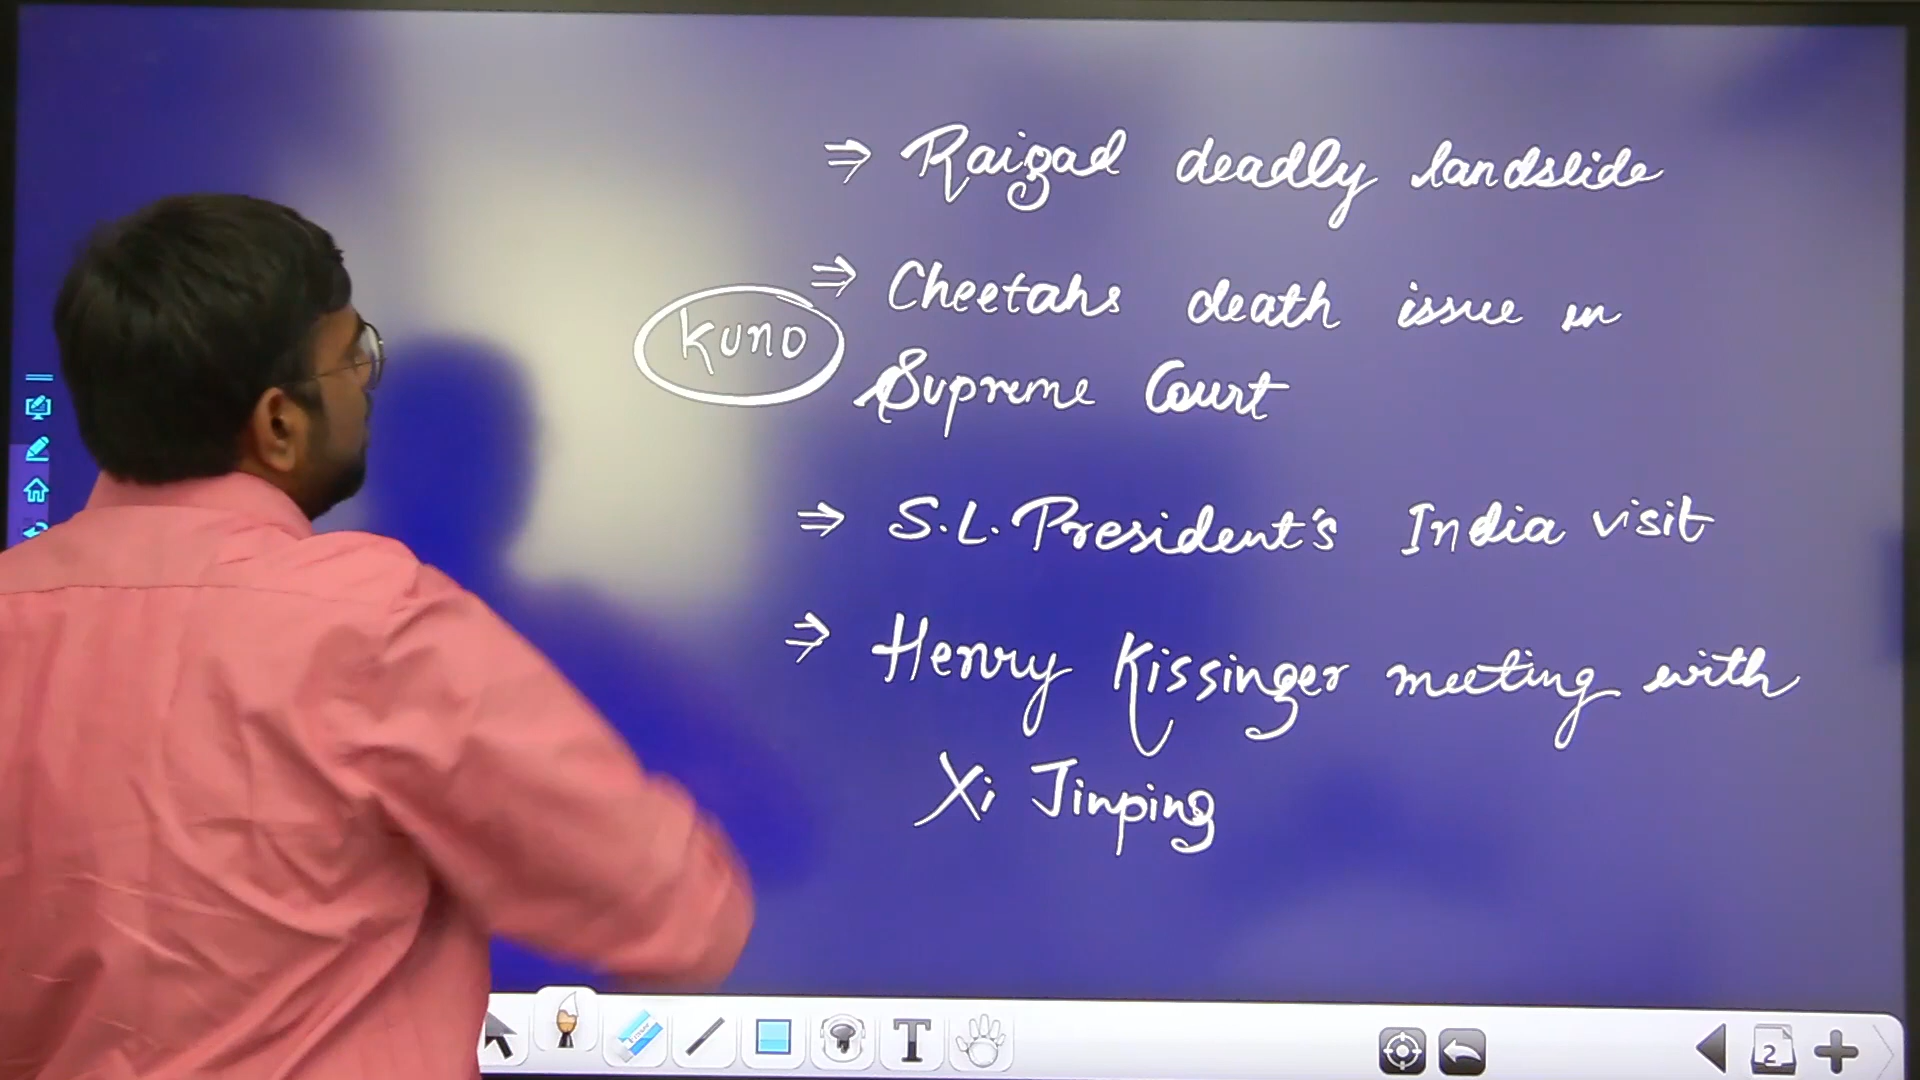 ⇒ Raigad deadly landslide
⇒ Cheetahs death issue in
Kuno
Supreme Court
⇒ S.L. President's India visit
⇒ Henry Kissinger meeting with
Xi Jinping
T
2